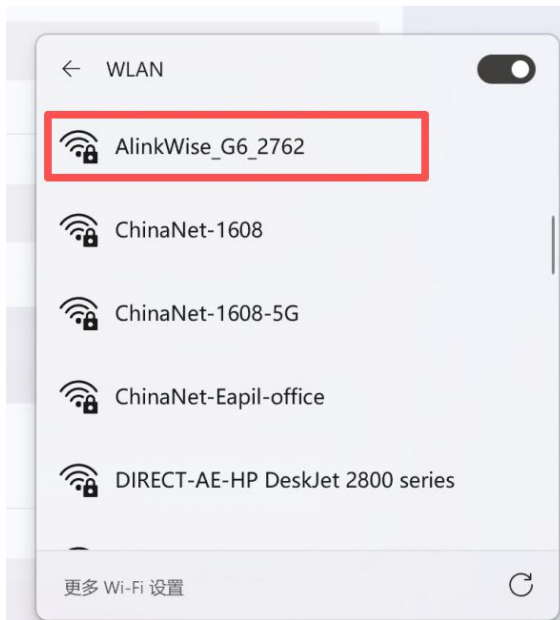 WLAN
AlinkWise_G6_2762
ChinaNet-1608
ChinaNet-1608-5G
ChinaNet-Eapil-office
DIRECT-AE-HP DeskJet 2800 series
更多 Wi-Fi 设置